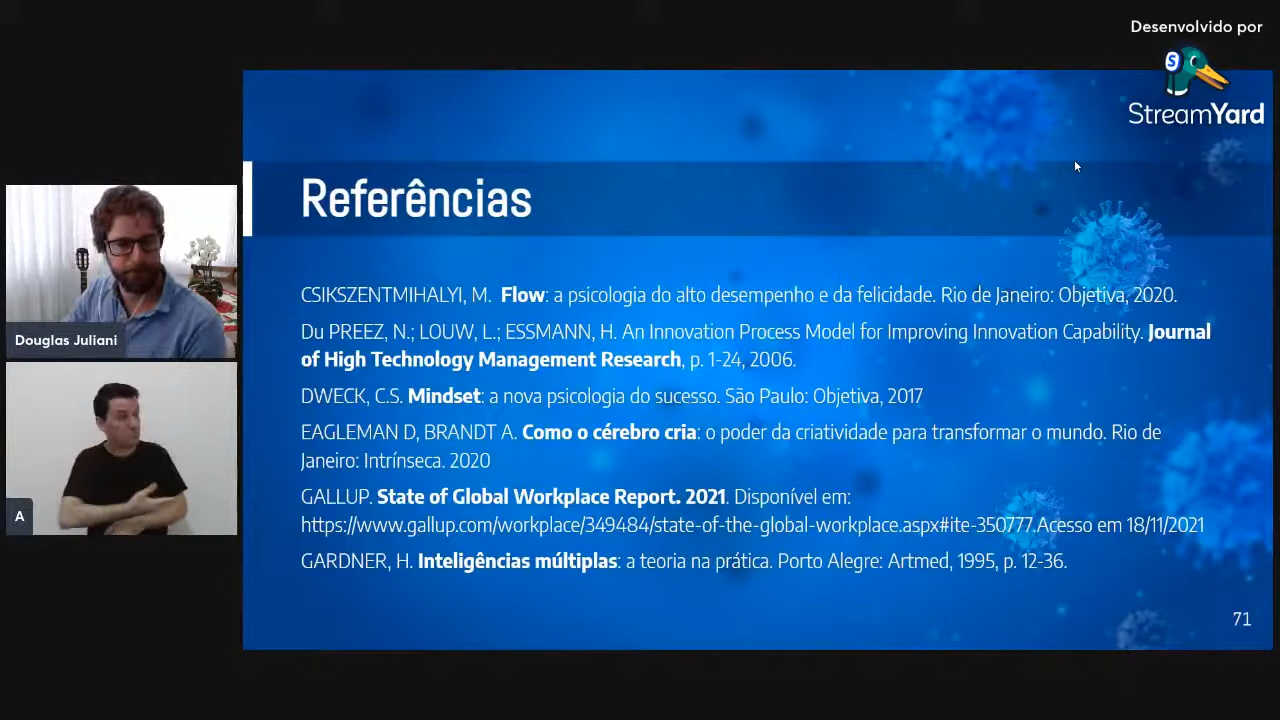 Desenvolvido por
StreamYard
Referências
CSIKSZENTMIHALYI, M. Flow: a psicologia do alto desempenho e da felicidade. Rio de Janeiro: Objetiva, 2020.
Du PREEZ, N.; LOUW, L.; ESSMANN, H. An Innovation Process Model for Improving Innovation Capability. Journal
of High Technology Management Research, p. 1-24, 2006.
DWECK, C.S. Mindset: a nova psicologia do sucesso. São Paulo: Objetiva, 2017
EAGLEMAN D, BRANDT A. Como o cérebro cria: o poder da criatividade para transformar o mundo. Rio de
Janeiro: Intrínseca. 2020
GALLUP. State of Global Workplace Report. 2021. Disponível em:
https://www.gallup.com/workplace/349484/state-of-the-global-workplace.aspx#ite-350777.Acesso em 18/11/2021
GARDNER, H. Inteligências múltiplas: a teoria na prática. Porto Alegre: Artmed, 1995, p. 12-36.
71
Douglas Juliani
A